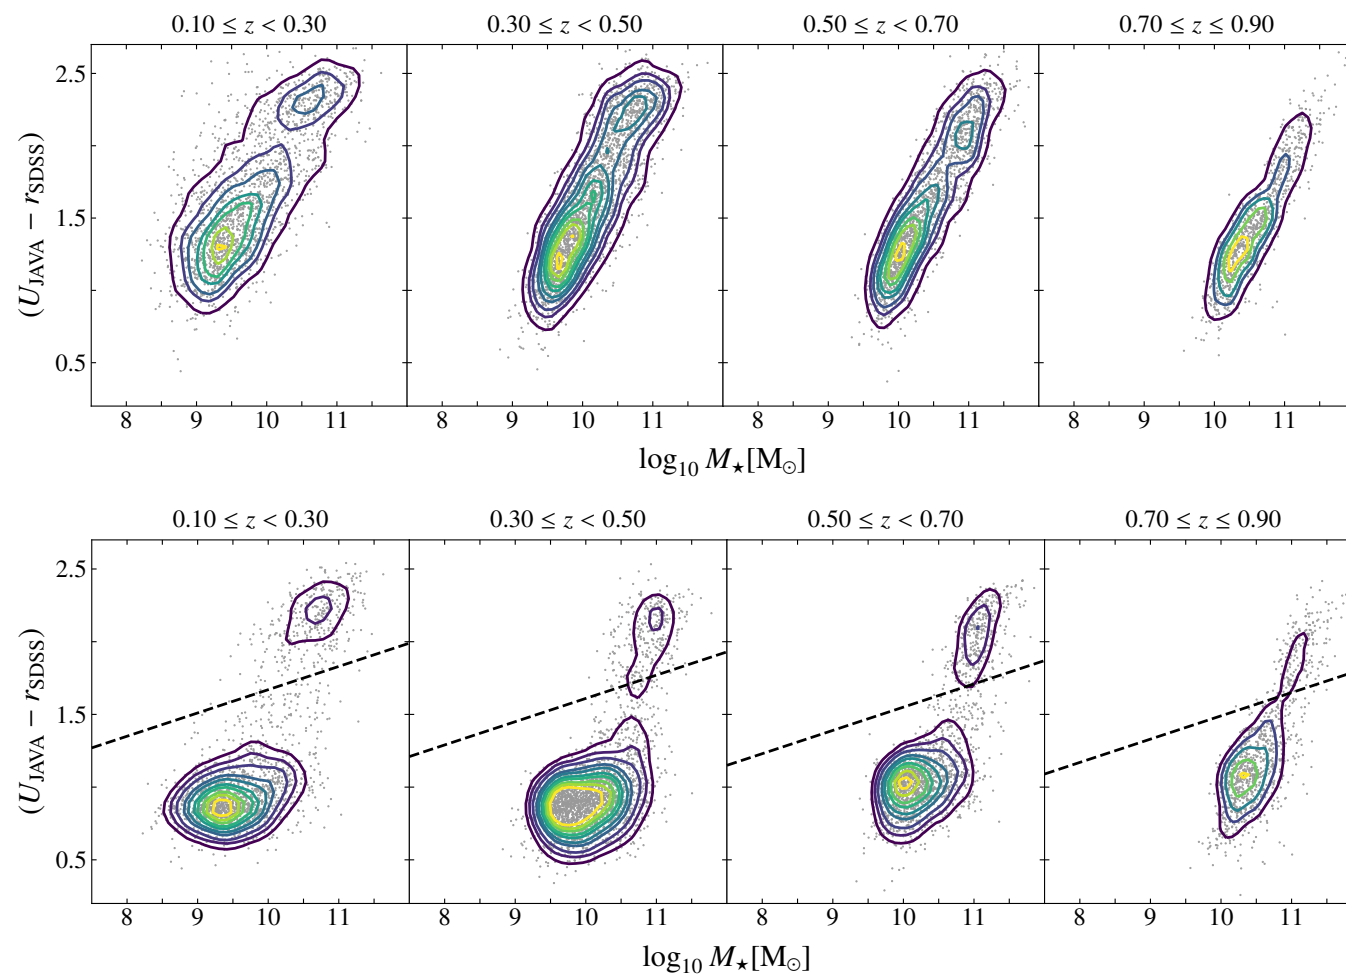 0.10 ≤ z < 0.30 0.30 ≤ z < 0.50 0.50 ≤ z < 0.70 0.70 ≤ z ≤ 0.90
2.5
1.5
0.5
(U_JAVA − r_SDSS)
8 9 10 11 8 9 10 11 8 9 10 11 8 9 10 11
log₁₀ M⋆[M⊙]
0.10 ≤ z < 0.30 0.30 ≤ z < 0.50 0.50 ≤ z < 0.70 0.70 ≤ z ≤ 0.90
2.5
1.5
0.5
(U_JAVA − r_SDSS)
8 9 10 11 8 9 10 11 8 9 10 11 8 9 10 11
log₁₀ M⋆[M⊙]